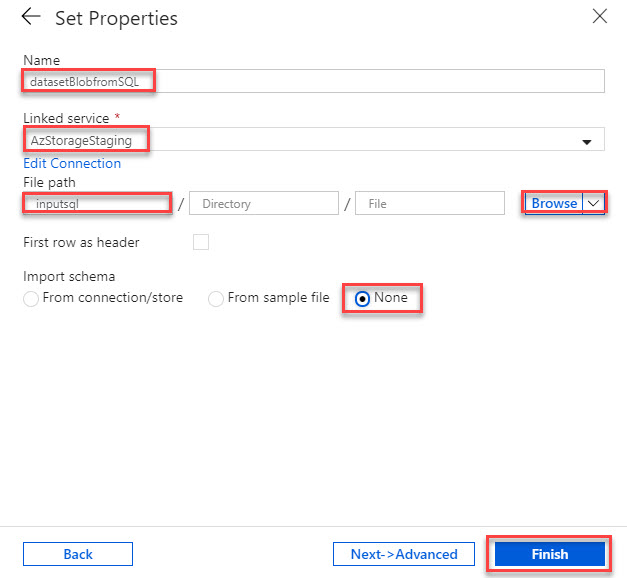 Set Properties
Name
datasetBlobfromSQL
Linked service *
AzStorageStaging
Edit Connection
File path
inputsql / Directory / File Browse
First row as header
Import schema
From connection/store From sample file None
Back Next->Advanced Finish